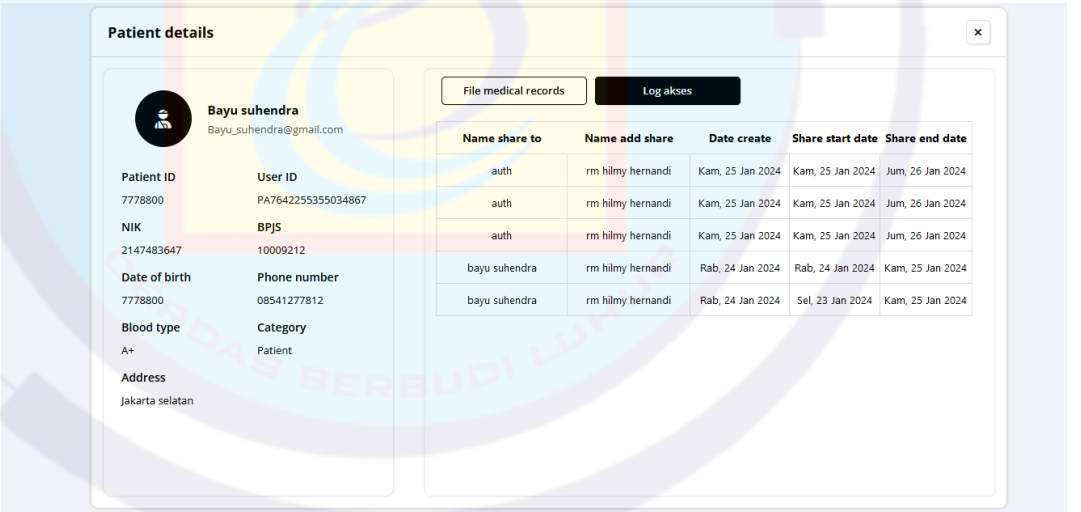 Patient details
×
Bayu suhendra
Bayu_suhendra@gmail.com
Patient ID User ID
7778800 PA7642255355034867
NIK BPJS
2147483647 10009212
Date of birth Phone number
7778800 08541277812
Blood type Category
A+ Patient
Address
Jakarta selatan
File medical records Log akses
Name share to Name add share Date create Share start date Share end date
auth rm hilmy hernandi Kam, 25 Jan 2024 Kam, 25 Jan 2024 Jum, 26 Jan 2024
auth rm hilmy hernandi Kam, 25 Jan 2024 Kam, 25 Jan 2024 Jum, 26 Jan 2024
auth rm hilmy hernandi Kam, 25 Jan 2024 Kam, 25 Jan 2024 Jum, 26 Jan 2024
bayu suhendra rm hilmy hernandi Rab, 24 Jan 2024 Rab, 24 Jan 2024 Kam, 25 Jan 2024
bayu suhendra rm hilmy hernandi Rab, 24 Jan 2024 Sel, 23 Jan 2024 Kam, 25 Jan 2024
CERDAS BERBUDI LUHUR